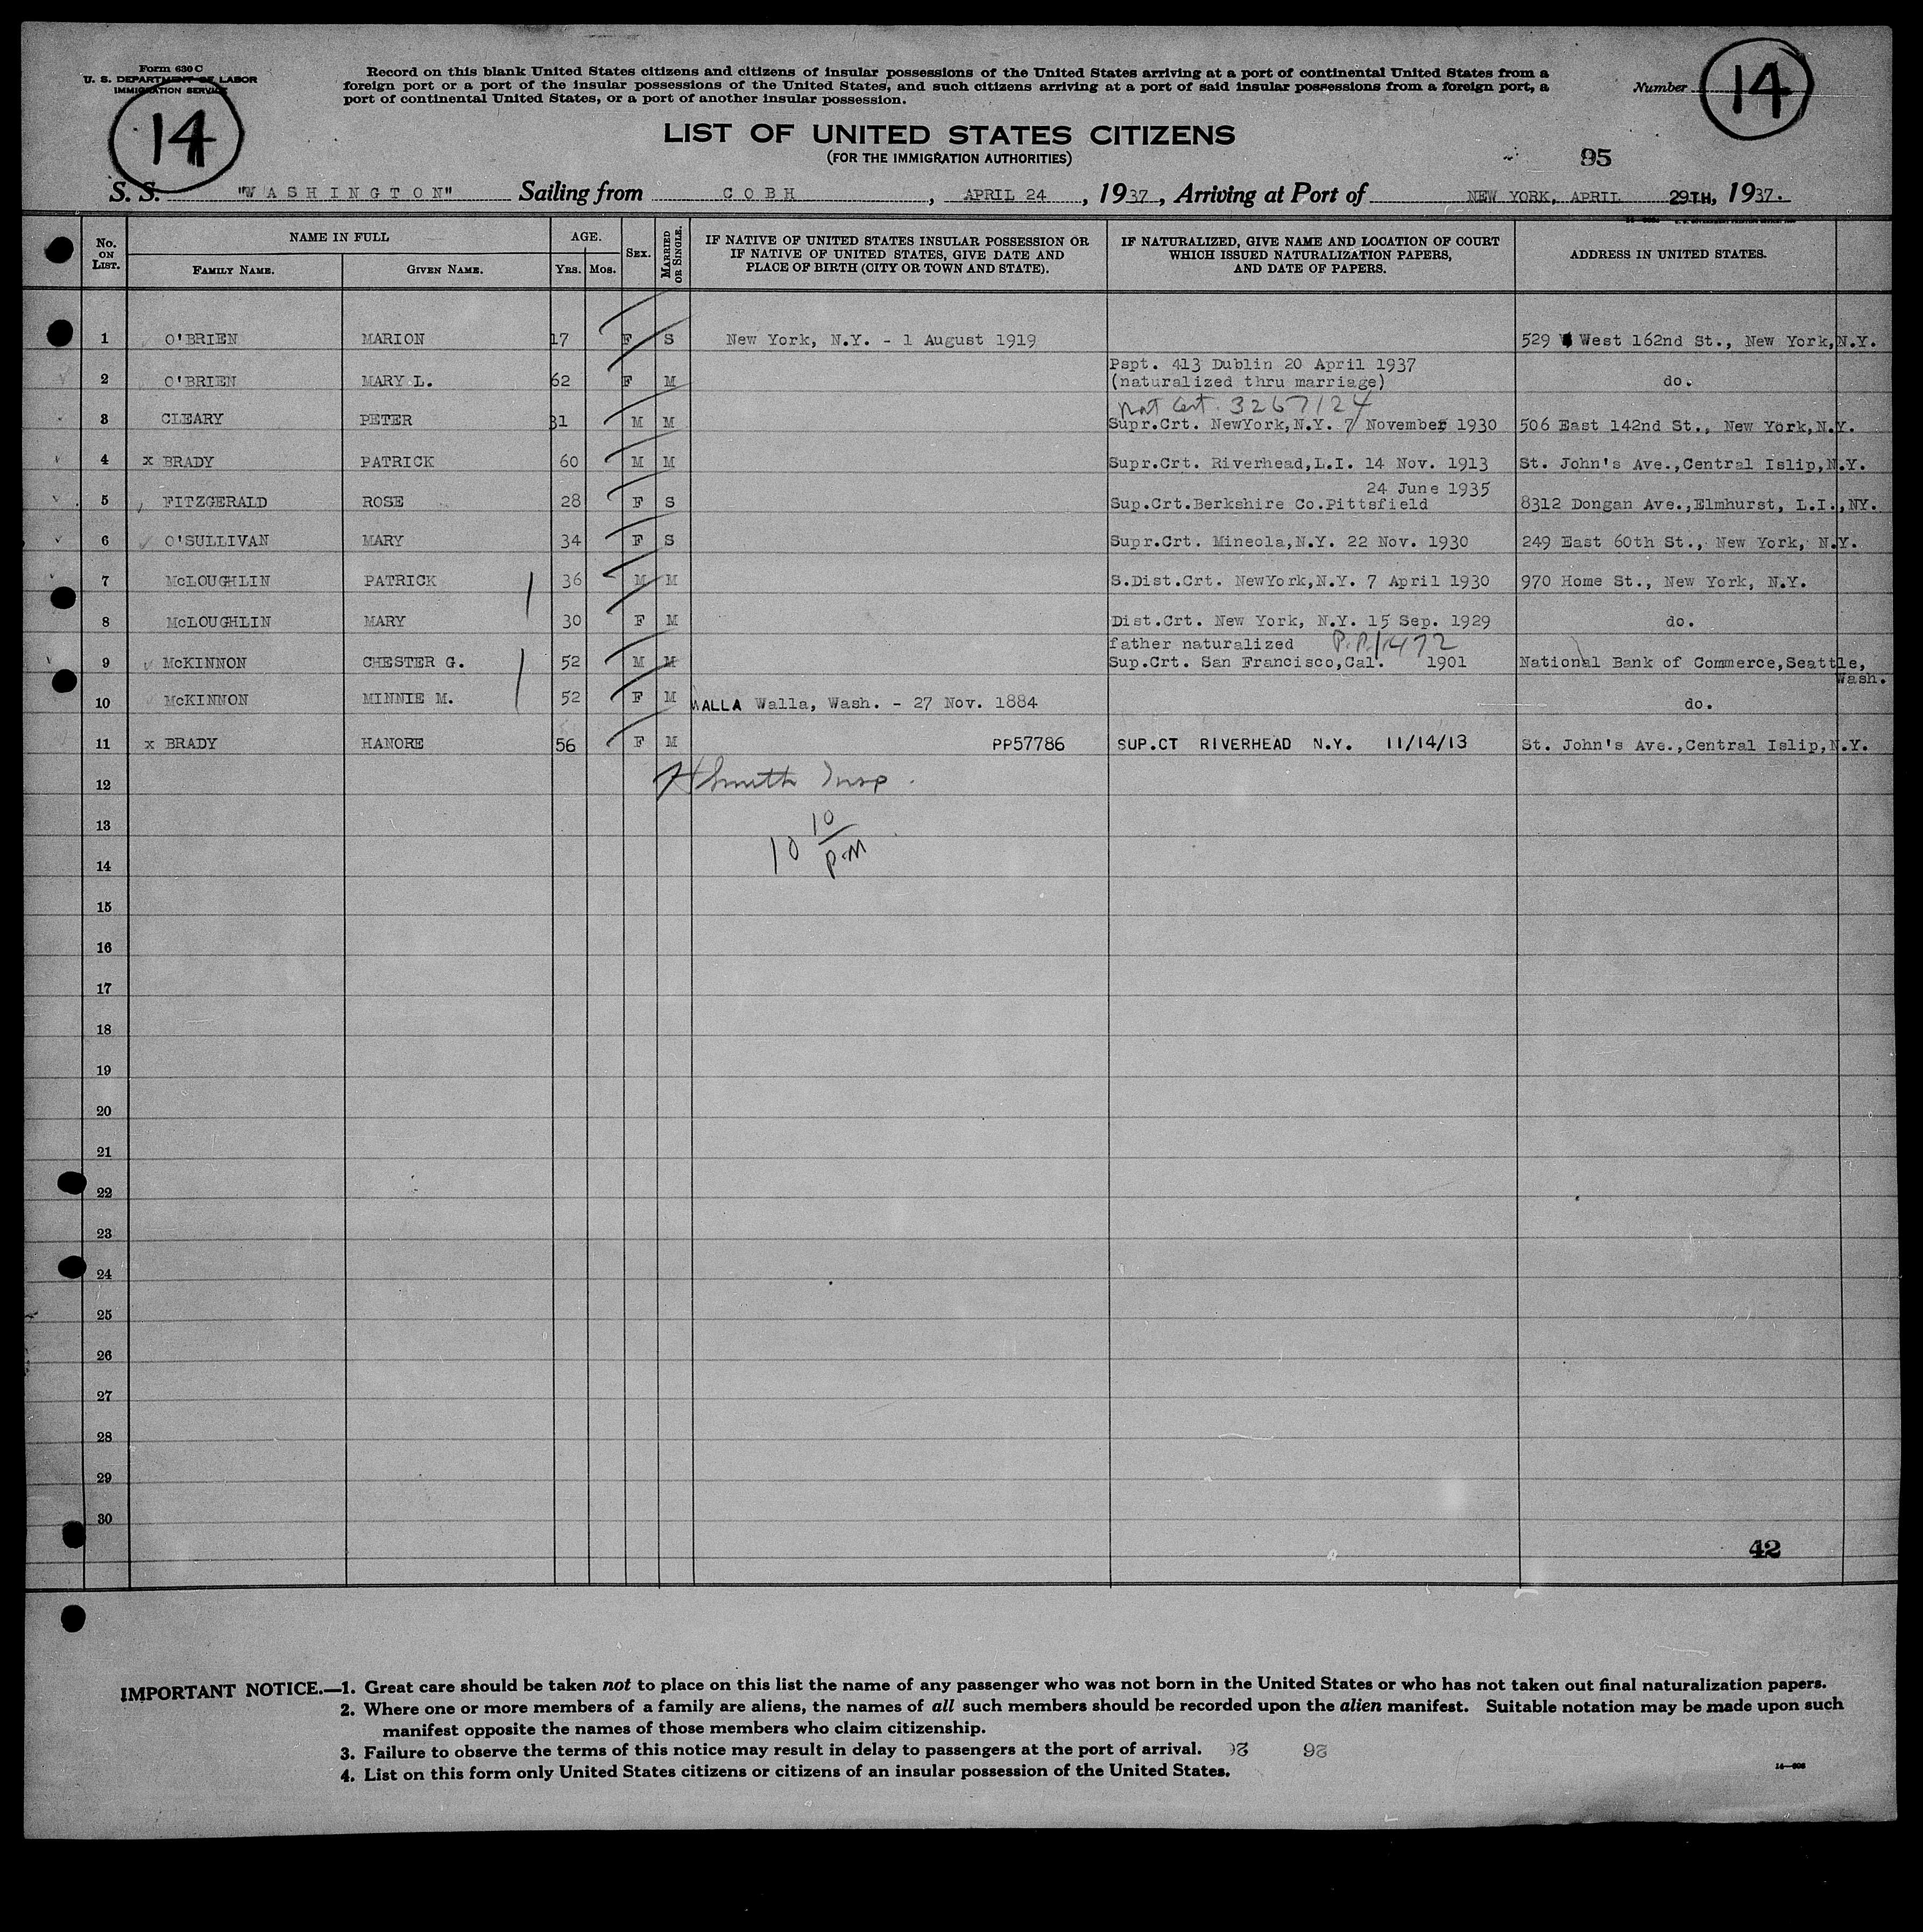 Form 630 C
U. S. DEPARTMENT OF LABOR
IMMIGRATION SERVICE
14
Record on this blank United States citizens and citizens of insular possessions of the United States arriving at a port of continental United States from a
foreign port or a port of the insular possessions of the United States, and such citizens arriving at a port of said insular possessions from a foreign port, a
port of continental United States, or a port of another insular possession.
Number 14
LIST OF UNITED STATES CITIZENS
(FOR THE IMMIGRATION AUTHORITIES)
95
S. S. "WASHINGTON" Sailing from COBH, APRIL 24, 1937, Arriving at Port of NEW YORK, APRIL 29TH, 1937.
No. ON LIST. NAME IN FULL FAMILY NAME. GIVEN NAME. AGE. YRS. MOS. SEX. MARRIED OR SINGLE. IF NATIVE OF UNITED STATES INSULAR POSSESSION OR IF NATIVE OF UNITED STATES, GIVE DATE AND PLACE OF BIRTH (CITY OR TOWN AND STATE). IF NATURALIZED, GIVE NAME AND LOCATION OF COURT WHICH ISSUED NATURALIZATION PAPERS, AND DATE OF PAPERS. ADDRESS IN UNITED STATES.
1 O'BRIEN MARION 17 F S New York, N.Y. - 1 August 1919 529 West 162nd St., New York, N.Y.
Pspt. 413 Dublin 20 April 1937
2 O'BRIEN MARY L. 62 F M (naturalized thru marriage) do.
Nat Cert. 3267124
3 CLEARY PETER 31 M M Supr.Crt. NewYork,N.Y. 7 November 1930 506 East 142nd St., New York,N.Y.
4 x BRADY PATRICK 60 M M Supr.Crt. Riverhead,L.I. 14 Nov. 1913 St. John's Ave.,Central Islip,N.Y.
24 June 1935
5 FITZGERALD ROSE 28 F S Sup.Crt.Berkshire Co.Pittsfield 8312 Dongan Ave.,Elmhurst, L.I.,NY.
6 O'SULLIVAN MARY 34 F S Supr.Crt. Mineola,N.Y. 22 Nov. 1930 249 East 60th St., New York, N.Y.
7 McLOUGHLIN PATRICK 36 M M S.Dist.Crt. NewYork,N.Y. 7 April 1930 970 Home St., New York, N.Y.
8 McLOUGHLIN MARY 30 F M Dist.Crt. New York, N.Y. 15 Sep. 1929 do.
father naturalized P.P.1472
9 McKINNON CHESTER G. 52 M M Sup.Crt. San Francisco,Cal. 1901 National Bank of Commerce,Seattle,
Wash.
10 McKINNON MINNIE M. 52 F M WALLA Walla, Wash. - 27 Nov. 1884 do.
11 x BRADY HANORE 56 F M PP57786 SUP.CT RIVERHEAD N.Y. 11/14/13 St. John's Ave.,Central Islip,N.Y.
12 Smith Insp.
13 10 10
14 PM
15
16
17
18
19
20
21
22
23
24
25
26
27
28
29
30
42
IMPORTANT NOTICE.—1. Great care should be taken not to place on this list the name of any passenger who was not born in the United States or who has not taken out final naturalization papers.
2. Where one or more members of a family are aliens, the names of all such members should be recorded upon the alien manifest. Suitable notation may be made upon such
manifest opposite the names of those members who claim citizenship.
3. Failure to observe the terms of this notice may result in delay to passengers at the port of arrival.
4. List on this form only United States citizens or citizens of an insular possession of the United States.